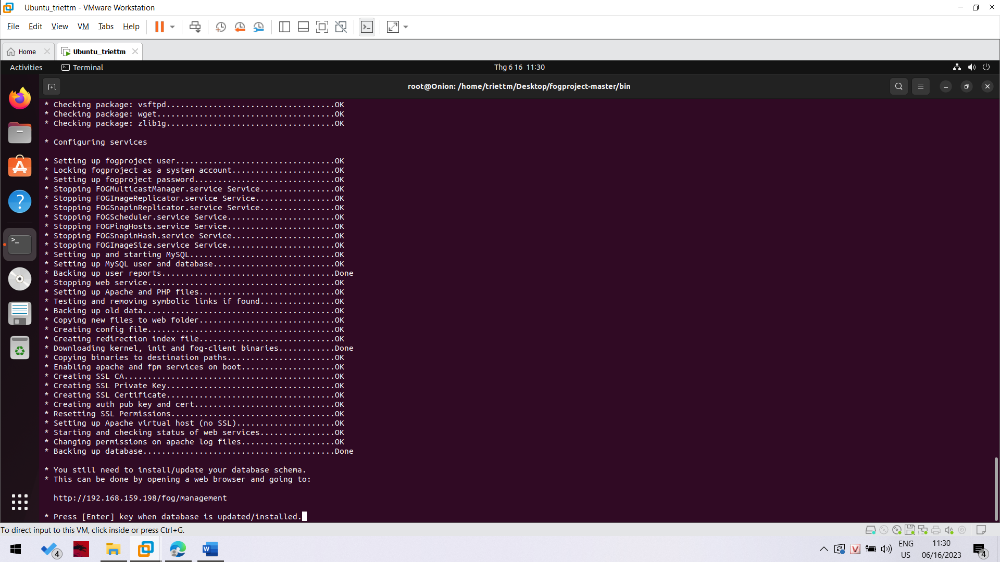 Ubuntu_triettm - VMware Workstation
File Edit View VM Tabs Help
Home
Ubuntu_triettm
Activities
Terminal
Thg 6 16 11:30
root@Onion: /home/triettm/Desktop/fogproject-master/bin
* Checking package: vsftpd....................................OK
* Checking package: wget......................................OK
* Checking package: zlib1g....................................OK
* Configuring services
* Setting up fogproject user..................................OK
* Locking fogproject as a system account......................OK
* Setting up fogproject password..............................OK
* Stopping FOGMulticastManager.service Service................OK
* Stopping FOGImageReplicator.service Service.................OK
* Stopping FOGSnapinReplicator.service Service................OK
* Stopping FOGScheduler.service Service.......................OK
* Stopping FOGPingHosts.service Service.......................OK
* Stopping FOGSnapinHash.service Service......................OK
* Stopping FOGImageSize.service Service.......................OK
* Setting up and starting MySQL...............................OK
* Setting up MySQL user and database..........................OK
* Backing up user reports.....................................Done
* Stopping web service........................................OK
* Setting up Apache and PHP files.............................OK
* Testing and removing symbolic links if found................OK
* Backing up old data.........................................OK
* Copying new files to web folder.............................OK
* Creating config file........................................OK
* Creating redirection index file.............................OK
* Downloading kernel, init and fog-client binaries............Done
* Copying binaries to destination paths.......................OK
* Enabling apache and fpm services on boot....................OK
* Creating SSL CA.............................................OK
* Creating SSL Private Key....................................OK
* Creating SSL Certificate....................................OK
* Creating auth pub key and cert..............................OK
* Resetting SSL Permissions...................................OK
* Setting up Apache virtual host (no SSL).....................OK
* Starting and checking status of web services................OK
* Changing permissions on apache log files....................OK
* Backing up database.........................................Done
* You still need to install/update your database schema.
* This can be done by opening a web browser and going to:
http://192.168.159.198/fog/management
* Press [Enter] key when database is updated/installed.
To direct input to this VM, click inside or press Ctrl+G.
4
W
V
ENG
US
11:30
06/16/2023
4